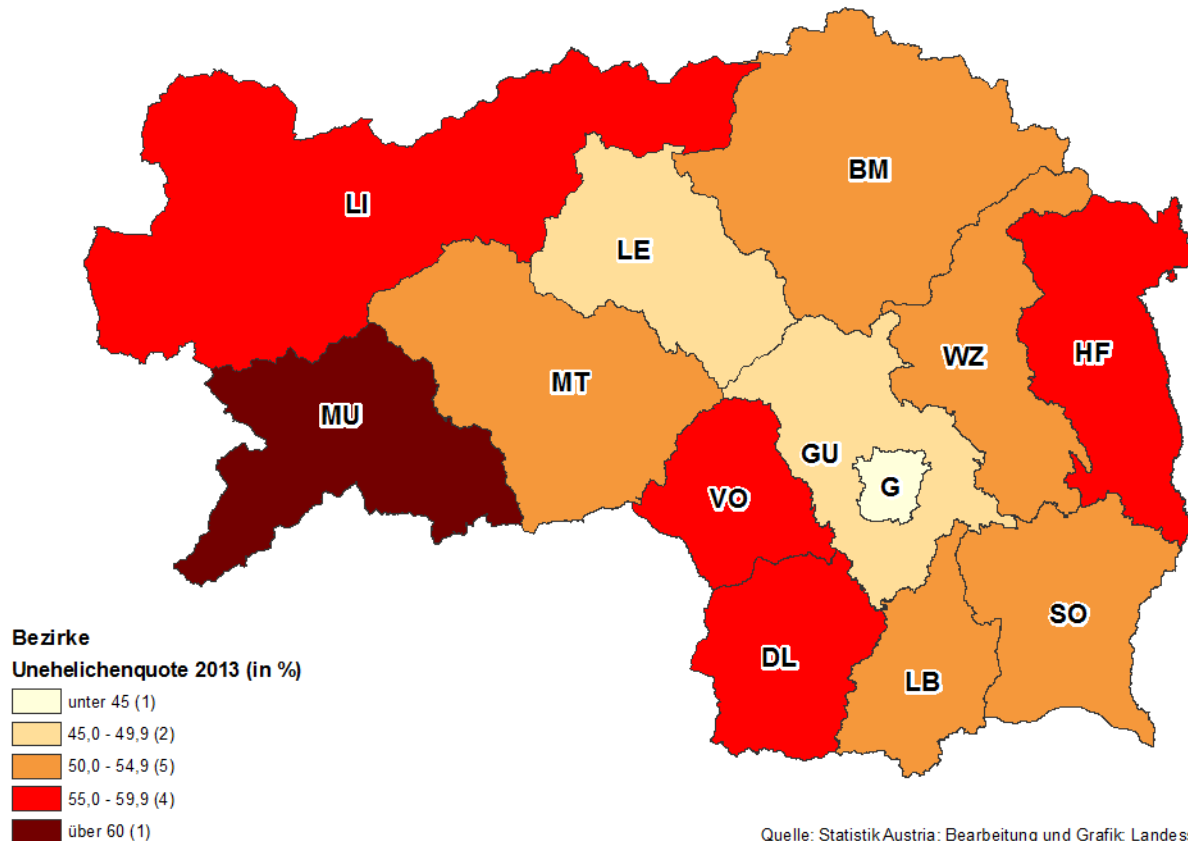 BM
LI
LE
WZ
HF
MT
MU
GU
G
VO
SO
DL
LB
Bezirke
Unehelichenquote 2013 (in %)
unter 45 (1)
45,0 - 49,9 (2)
50,0 - 54,9 (5)
55,0 - 59,9 (4)
über 60 (1)
Quelle: Statistik Austria; Bearbeitung und Grafik: Landess